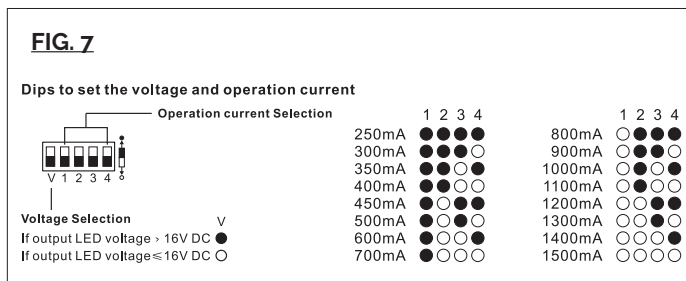 FIG. 7
Dips to set the voltage and operation current
Operation current Selection
V 1 2 3 4
Voltage Selection V
If output LED voltage > 16V DC ●
If output LED voltage ≤ 16V DC ○
1 2 3 4
250mA ●●●●
300mA ●●●○
350mA ●●○●
400mA ●●○○
450mA ●○●●
500mA ●○●○
600mA ●○○●
700mA ●○○○
1 2 3 4
800mA ○●●●
900mA ○●●○
1000mA ○●○●
1100mA ○●○○
1200mA ○○●●
1300mA ○○●○
1400mA ○○○●
1500mA ○○○○